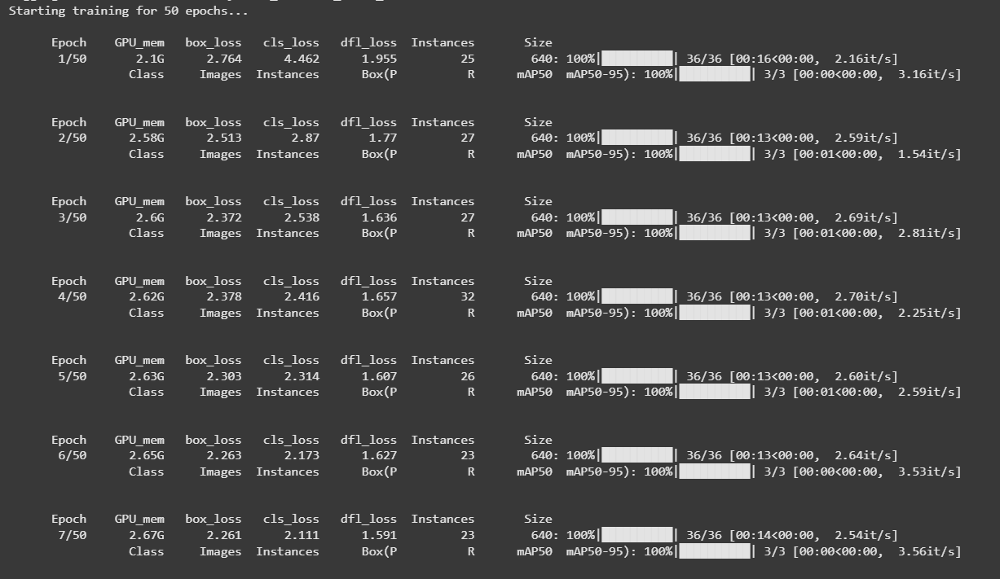 Starting training for 50 epochs...
Epoch GPU_mem box_loss cls_loss dfl_loss Instances Size
1/50 2.1G 2.764 4.462 1.955 25 640: 100%|██████████| 36/36 [00:16<00:00, 2.16it/s]
Class Images Instances Box(P R mAP50 mAP50-95): 100%|██████████| 3/3 [00:00<00:00, 3.16it/s]
Epoch GPU_mem box_loss cls_loss dfl_loss Instances Size
2/50 2.58G 2.513 2.87 1.77 27 640: 100%|██████████| 36/36 [00:13<00:00, 2.59it/s]
Class Images Instances Box(P R mAP50 mAP50-95): 100%|██████████| 3/3 [00:01<00:00, 1.54it/s]
Epoch GPU_mem box_loss cls_loss dfl_loss Instances Size
3/50 2.6G 2.372 2.538 1.636 27 640: 100%|██████████| 36/36 [00:13<00:00, 2.69it/s]
Class Images Instances Box(P R mAP50 mAP50-95): 100%|██████████| 3/3 [00:01<00:00, 2.81it/s]
Epoch GPU_mem box_loss cls_loss dfl_loss Instances Size
4/50 2.62G 2.378 2.416 1.657 32 640: 100%|██████████| 36/36 [00:13<00:00, 2.70it/s]
Class Images Instances Box(P R mAP50 mAP50-95): 100%|██████████| 3/3 [00:01<00:00, 2.25it/s]
Epoch GPU_mem box_loss cls_loss dfl_loss Instances Size
5/50 2.63G 2.303 2.314 1.607 26 640: 100%|██████████| 36/36 [00:13<00:00, 2.60it/s]
Class Images Instances Box(P R mAP50 mAP50-95): 100%|██████████| 3/3 [00:01<00:00, 2.59it/s]
Epoch GPU_mem box_loss cls_loss dfl_loss Instances Size
6/50 2.65G 2.263 2.173 1.627 23 640: 100%|██████████| 36/36 [00:13<00:00, 2.64it/s]
Class Images Instances Box(P R mAP50 mAP50-95): 100%|██████████| 3/3 [00:00<00:00, 3.53it/s]
Epoch GPU_mem box_loss cls_loss dfl_loss Instances Size
7/50 2.67G 2.261 2.111 1.591 23 640: 100%|██████████| 36/36 [00:14<00:00, 2.54it/s]
Class Images Instances Box(P R mAP50 mAP50-95): 100%|██████████| 3/3 [00:00<00:00, 3.56it/s]